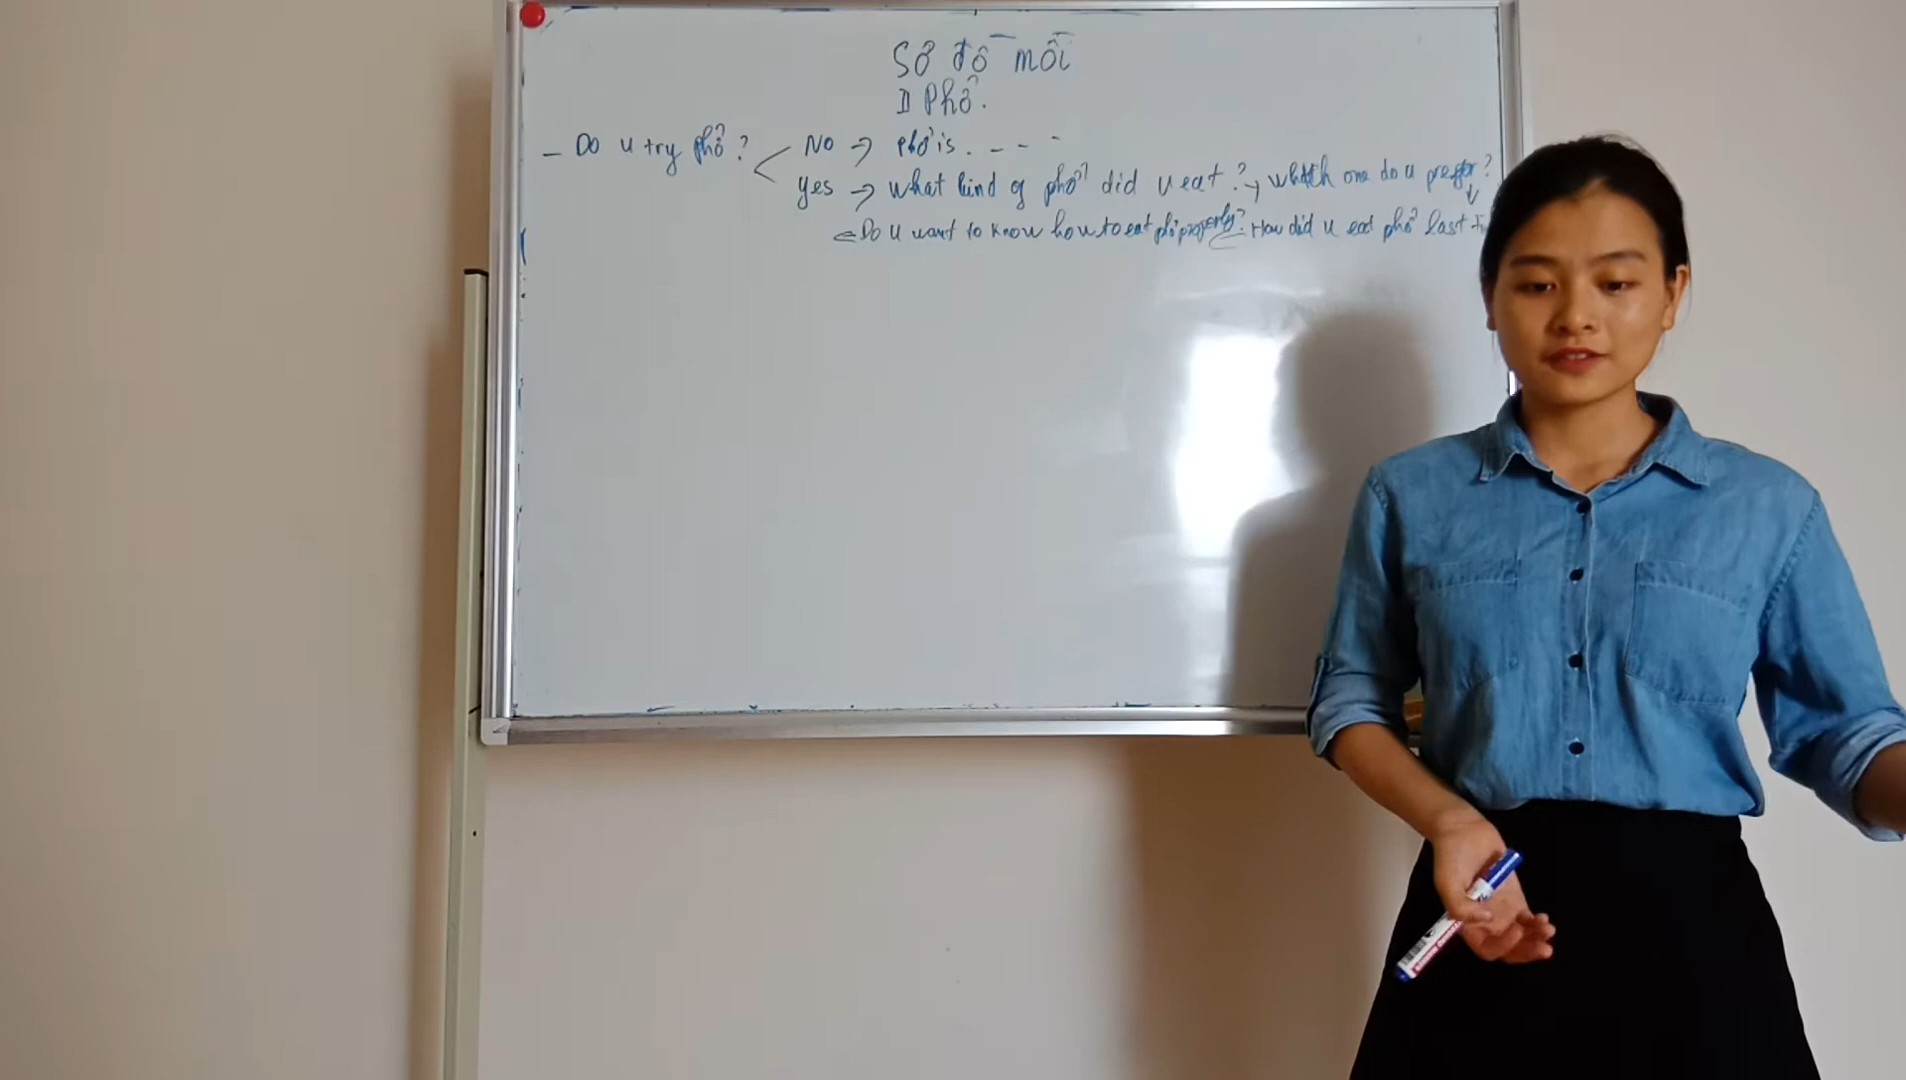 Sơ đồ mồi
I Phở.
- Do u try phở? < No → Phở is. - - -
yes → what kind of phở did u eat? → which one do u prefer? ↓
← Do u want to know how to eat phở properly? ← How did u eat phở last